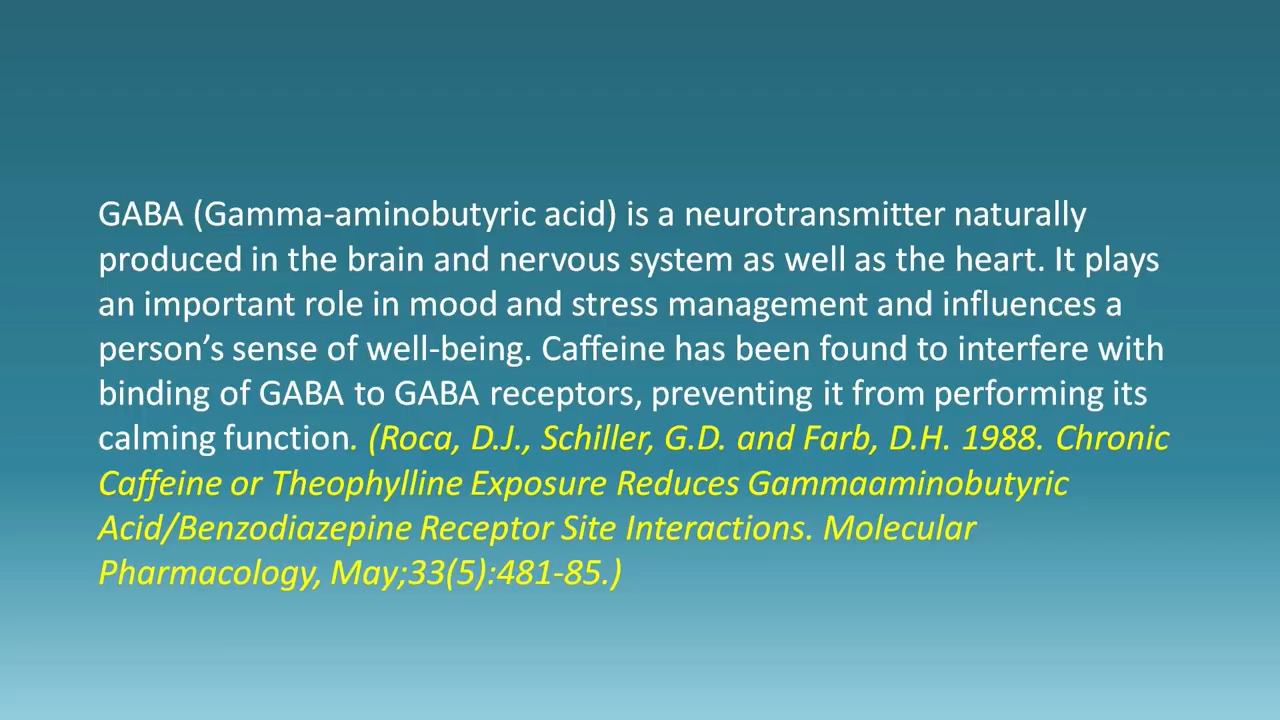 GABA (Gamma-aminobutyric acid) is a neurotransmitter naturally
produced in the brain and nervous system as well as the heart. It plays
an important role in mood and stress management and influences a
person’s sense of well-being. Caffeine has been found to interfere with
binding of GABA to GABA receptors, preventing it from performing its
calming function. (Roca, D.J., Schiller, G.D. and Farb, D.H. 1988. Chronic
Caffeine or Theophylline Exposure Reduces Gammaaminobutyric
Acid/Benzodiazepine Receptor Site Interactions. Molecular
Pharmacology, May;33(5):481-85.)